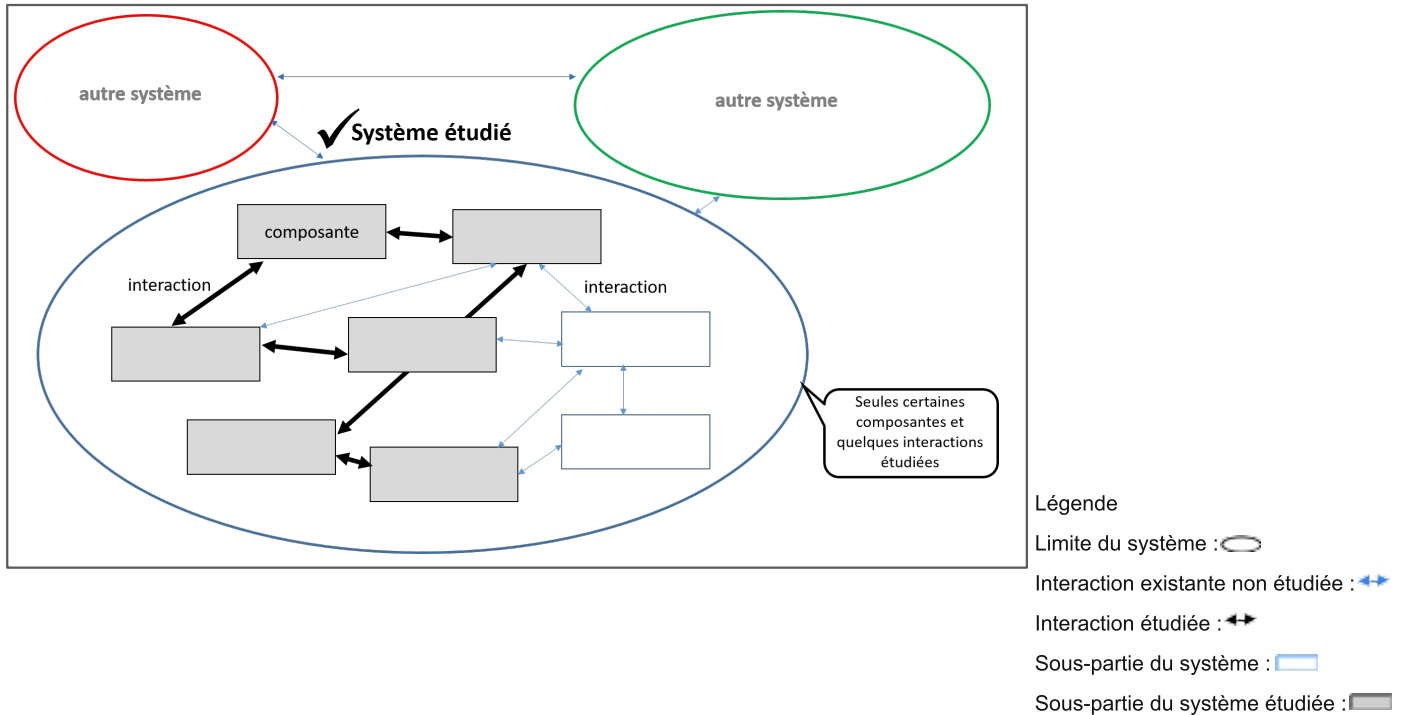 autre système
autre système
Système étudié
composante
interaction
interaction
Seules certaines
composantes et
quelques interactions
étudiées
Légende
Limite du système :
Interaction existante non étudiée :
Interaction étudiée :
Sous-partie du système :
Sous-partie du système étudiée :